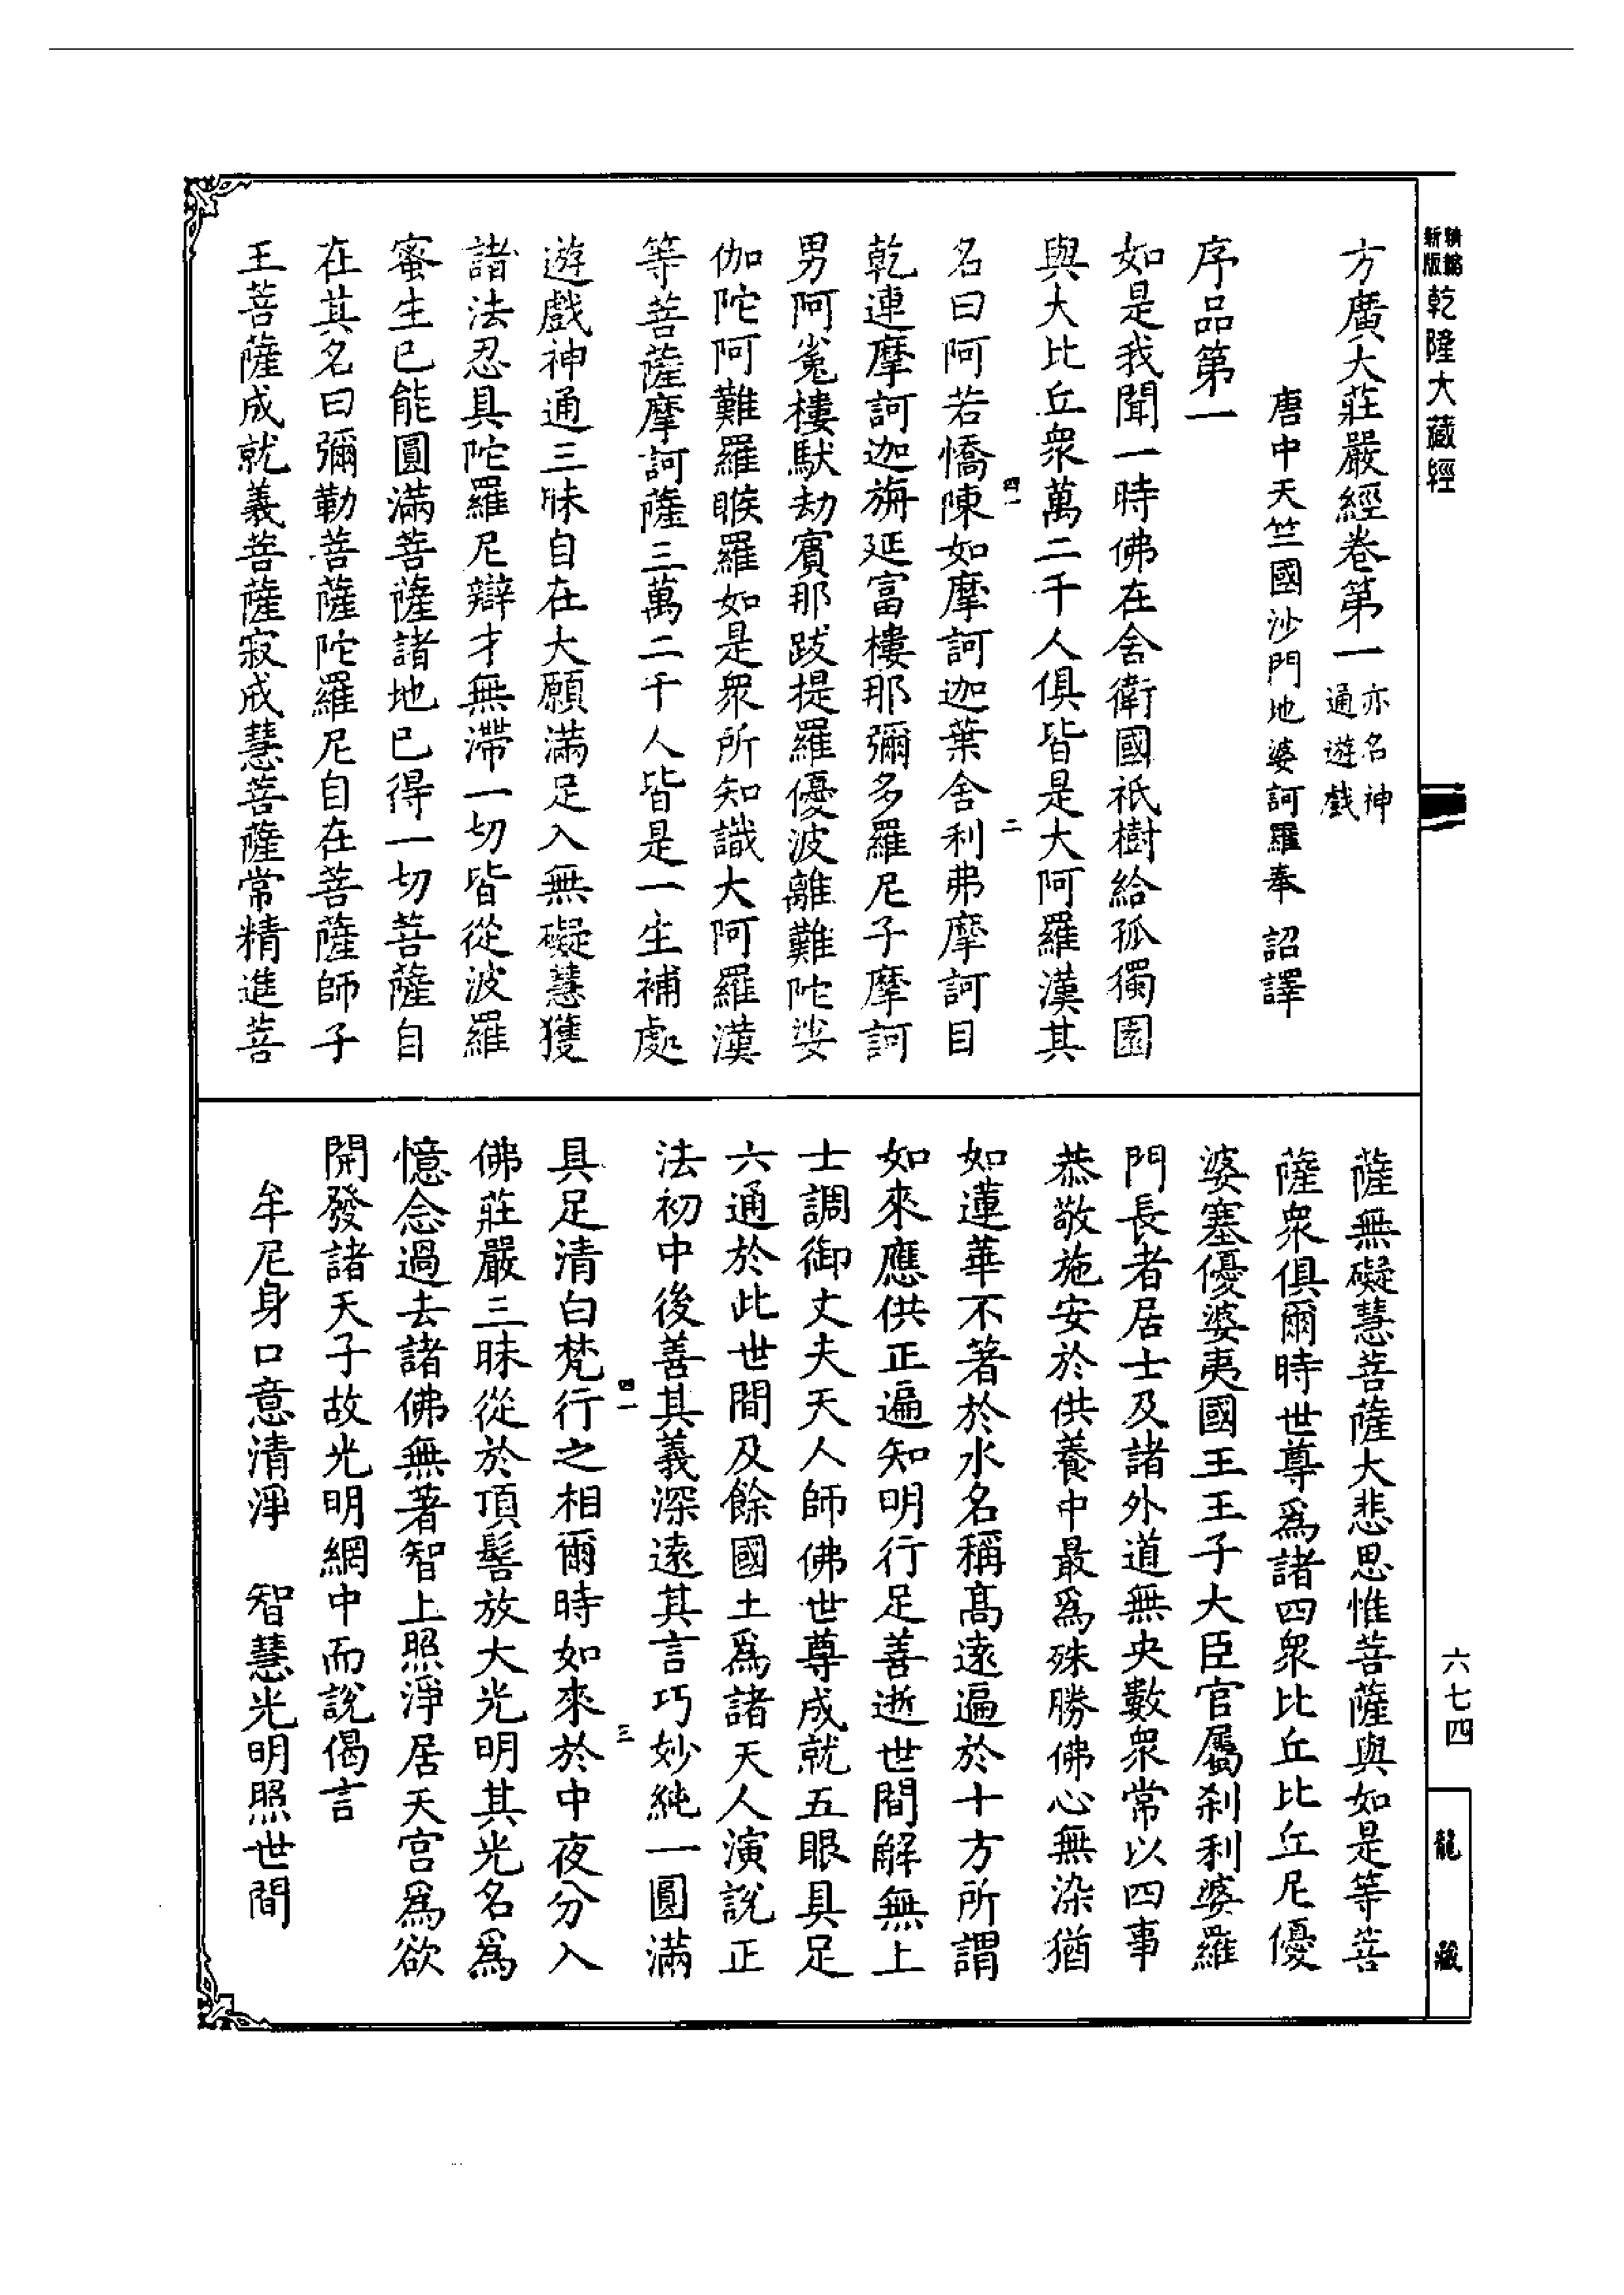 精縮
新版
乾隆大藏經
方廣大莊嚴經卷第一亦名神
通遊戲
唐中天竺國沙門地婆訶羅奉 詔譯
序品第一
如是我聞一時佛在舍衛國祇樹給孤獨園
與大比丘衆萬二千人俱皆是大阿羅漢其
四一
二
名曰阿若憍陳如摩訶迦葉舍利弗摩訶目
乾連摩訶迦旃延富樓那彌多羅尼子摩訶
男阿㝹樓馱劫賓那跋提羅優波離難陀娑
伽陀阿難羅睺羅如是衆所知識大阿羅漢
等菩薩摩訶薩三萬二千人皆是一生補處
遊戲神通三昧自在大願滿足入無礙慧獲
諸法忍具陀羅尼辯才無滯一切皆從波羅
蜜生已能圓滿菩薩諸地已得一切菩薩自
在其名曰彌勒菩薩陀羅尼自在菩薩師子
王菩薩成就義菩薩寂戒慧菩薩常精進菩
薩無礙慧菩薩大悲思惟菩薩與如是等菩
薩衆俱爾時世尊爲諸四衆比丘比丘尼優
婆塞優婆夷國王王子大臣官屬刹利婆羅
門長者居士及諸外道無央數衆常以四事
恭敬施安於供養中最爲殊勝佛心無染猶
如蓮華不著於水名稱高遠遍於十方所謂
如來應供正遍知明行足善逝世間解無上
士調御丈夫天人師佛世尊成就五眼具足
六通於此世間及餘國土爲諸天人演說正
法初中後善其義深遠其言巧妙純一圓滿
四一
三
具足清白梵行之相爾時如來於中夜分入
佛莊嚴三昧從於頂髻放大光明其光名爲
憶念過去諸佛無著智上照淨居天宮爲欲
開發諸天子故光明網中而說偈言
牟尼身口意清淨　智慧光明照世間
六七四
龍藏